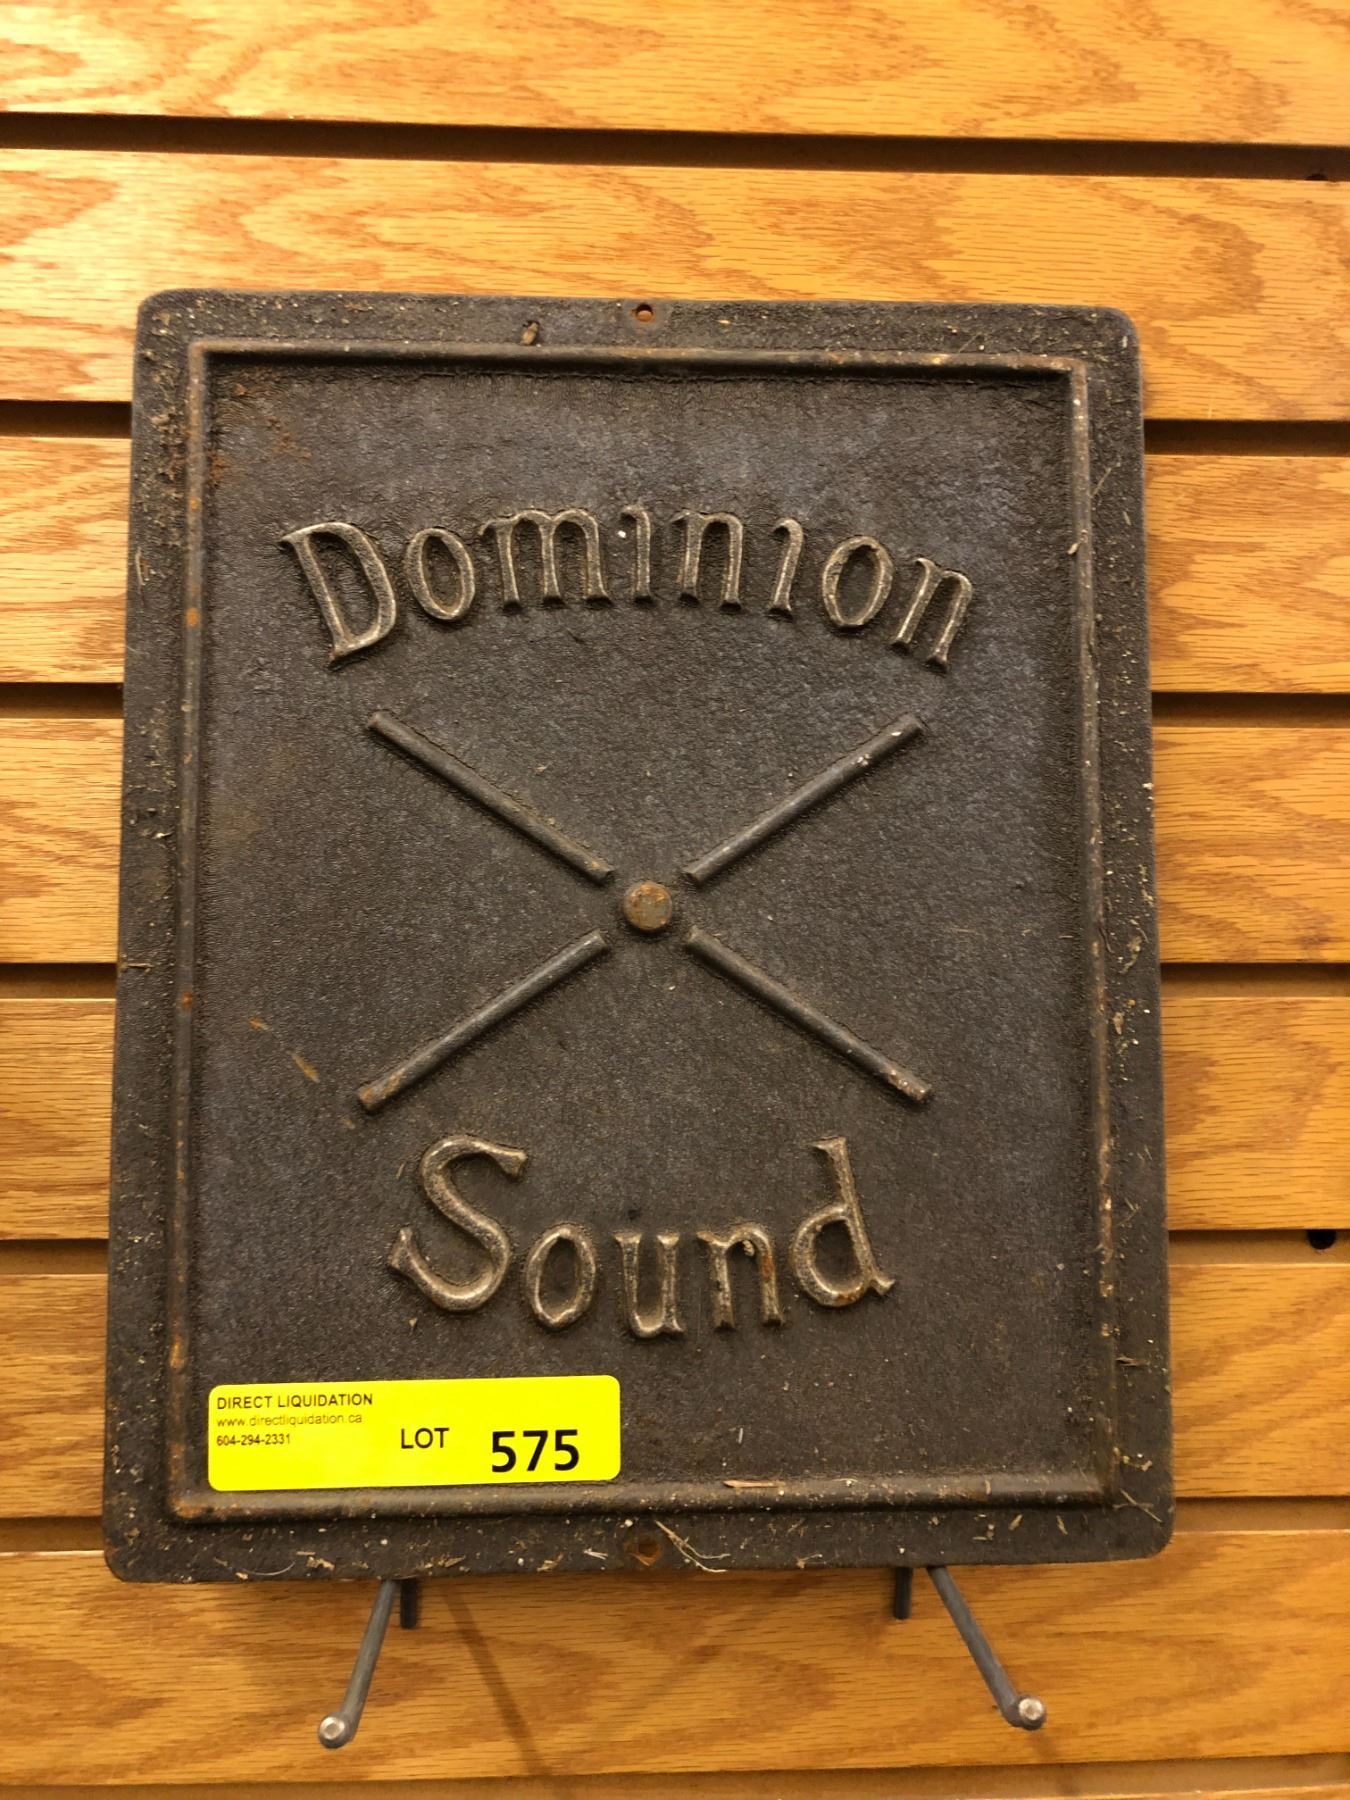 Dominion
Sound
DIRECT LIQUIDATION
www.directliquidation.ca
604-294-2331
LOT 575